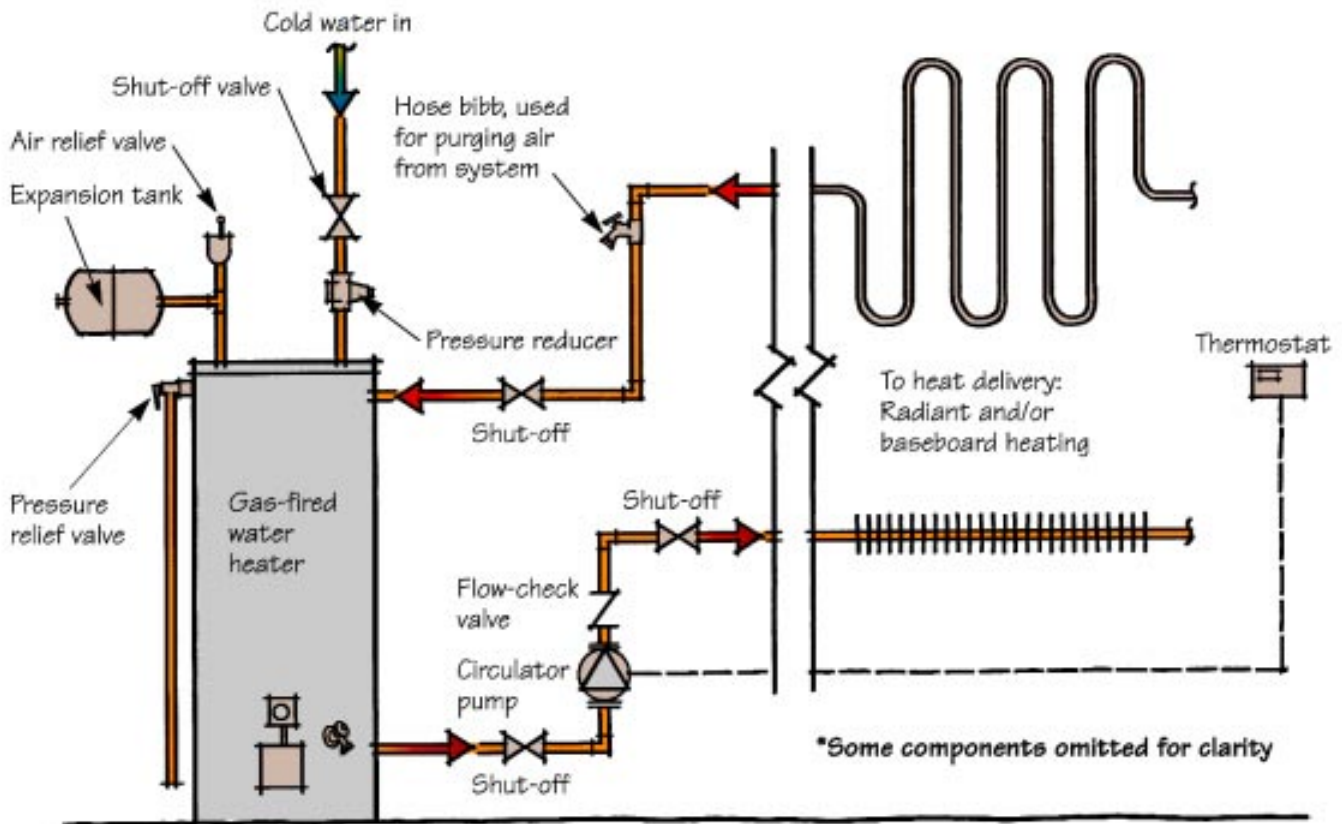 Cold water in
Shut-off valve
Air relief valve
Expansion tank
Hose bibb, used
for purging air
from system
Pressure reducer
Thermostat
To heat delivery:
Radiant and/or
baseboard heating
Shut-off
Pressure
relief valve
Gas-fired
water
heater
Shut-off
Flow-check
valve
Circulator
pump
Shut-off
*Some components omitted for clarity